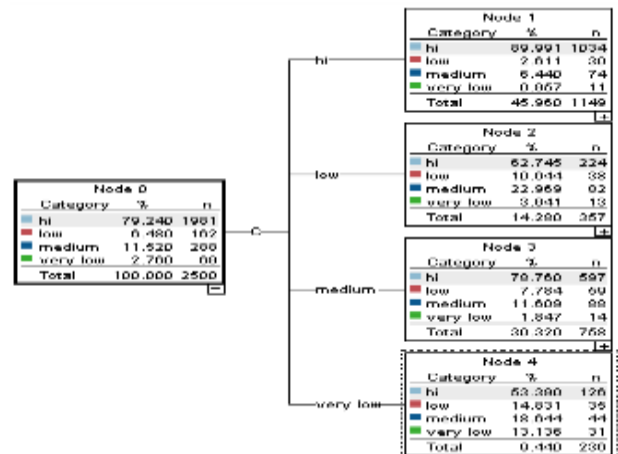 Node 1
Category % n
hi 89.991 1034
low 2.611 30
medium 6.440 74
very low 0.957 11
Total 45.960 1149
hi
Node 2
Category % n
hi 62.745 224
low 10.644 38
medium 22.969 82
very low 3.641 13
Total 14.280 357
low
Node 0
Category % n
hi 79.240 1981
low 6.480 162
medium 11.520 288
very low 2.760 69
Total 100.000 2500
Node 3
Category % n
hi 78.760 597
low 7.784 59
medium 11.609 88
very low 1.847 14
Total 30.320 758
medium
Node 4
Category % n
hi 53.390 126
low 14.831 35
medium 18.644 44
very low 13.136 31
Total 9.440 236
very low